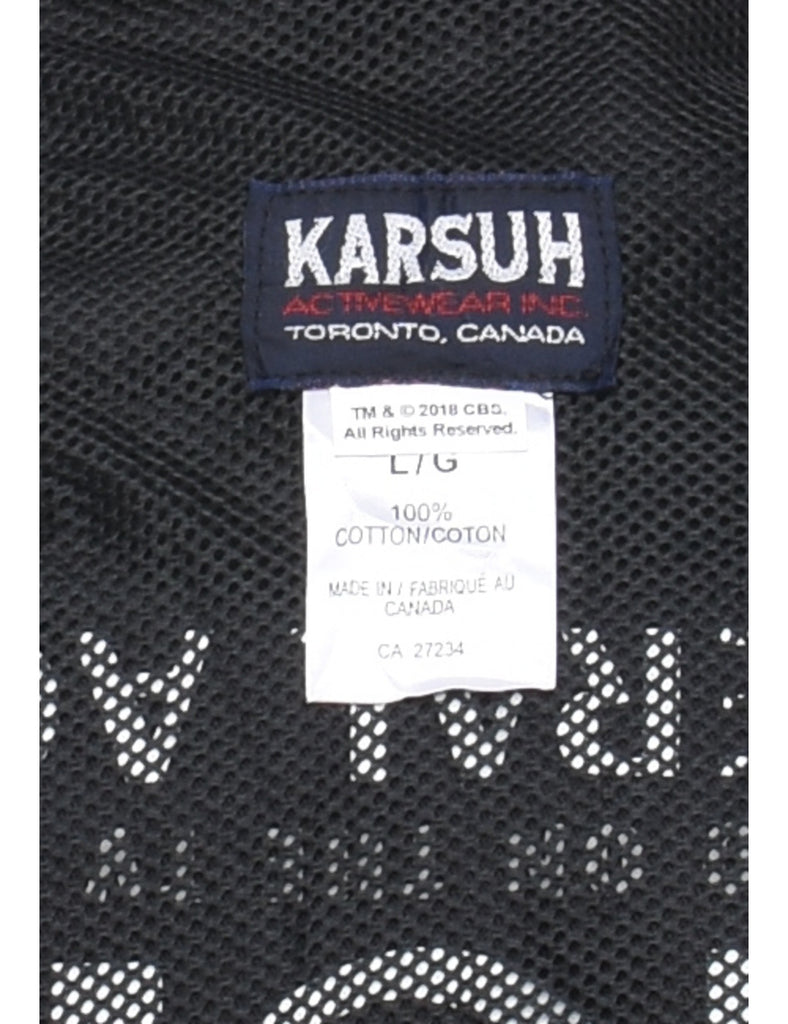 KARSUH
ACTIVEWEAR INC.
TORONTO, CANADA
TM & © 2018 CBS.
All Rights Reserved.
L / G
100%
COTTON/COTON
MADE IN / FABRIQUÉ AU
CANADA
CA 27234